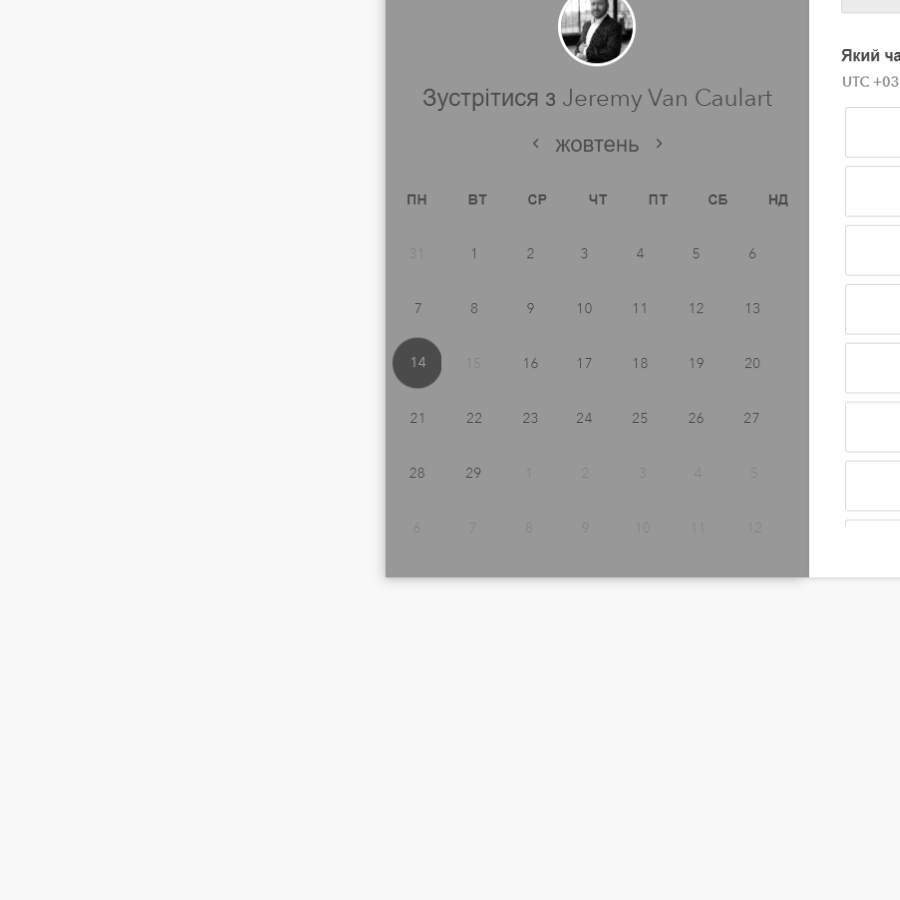 Зустрітися з Jeremy Van Caulart
‹ жовтень ›
ПН ВТ СР ЧТ ПТ СБ НД
31 1 2 3 4 5 6
7 8 9 10 11 12 13
14 15 16 17 18 19 20
21 22 23 24 25 26 27
28 29 1 2 3 4 5
6 7 8 9 10 11 12
Який ча
UTC +03